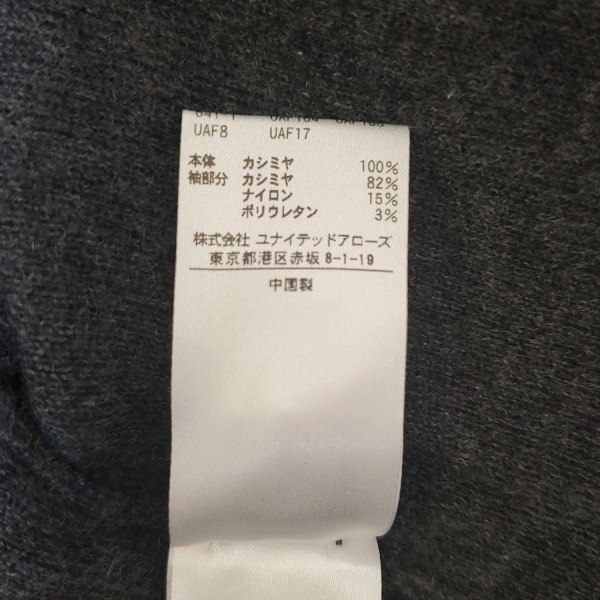 UAF8 UAF17
本体 カシミヤ 100%
袖部分 カシミヤ 82%
ナイロン 15%
ポリウレタン 3%
株式会社 ユナイテッドアローズ
東京都港区赤坂 8-1-19
中国製